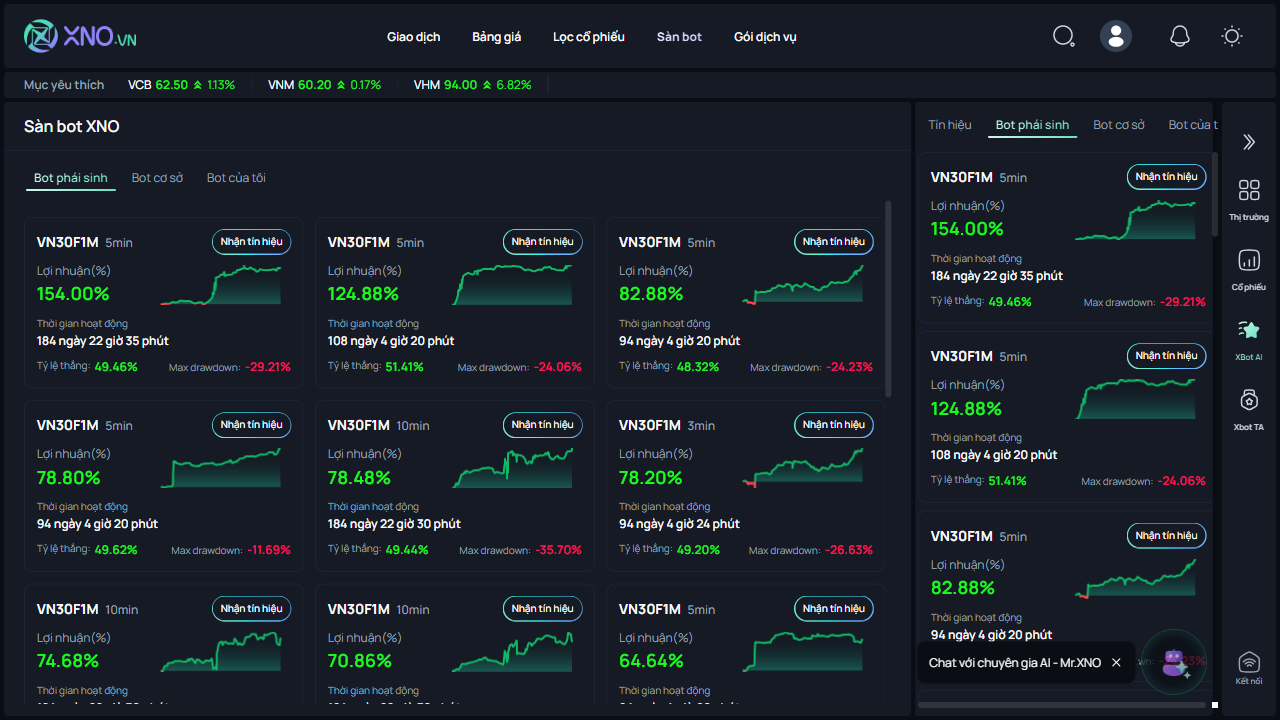 XNO.VN
Giao dịch
Bảng giá
Lọc cổ phiếu
Sàn bot
Gói dịch vụ
Mục yêu thích
VCB 62.50 1.13%
VNM 60.20 0.17%
VHM 94.00 6.82%
Sàn bot XNO
Bot phái sinh
Bot cơ sở
Bot của tôi
VN30F1M 5min
Nhận tín hiệu
Lợi nhuận(%)
154.00%
Thời gian hoạt động
184 ngày 22 giờ 35 phút
Tỷ lệ thắng: 49.46%
Max drawdown: -29.21%
VN30F1M 5min
Nhận tín hiệu
Lợi nhuận(%)
124.88%
Thời gian hoạt động
108 ngày 4 giờ 20 phút
Tỷ lệ thắng: 51.41%
Max drawdown: -24.06%
VN30F1M 5min
Nhận tín hiệu
Lợi nhuận(%)
82.88%
Thời gian hoạt động
94 ngày 4 giờ 20 phút
Tỷ lệ thắng: 48.32%
Max drawdown: -24.23%
VN30F1M 5min
Nhận tín hiệu
Lợi nhuận(%)
78.80%
Thời gian hoạt động
94 ngày 4 giờ 20 phút
Tỷ lệ thắng: 49.62%
Max drawdown: -11.69%
VN30F1M 10min
Nhận tín hiệu
Lợi nhuận(%)
78.48%
Thời gian hoạt động
184 ngày 22 giờ 30 phút
Tỷ lệ thắng: 49.44%
Max drawdown: -35.70%
VN30F1M 3min
Nhận tín hiệu
Lợi nhuận(%)
78.20%
Thời gian hoạt động
94 ngày 4 giờ 24 phút
Tỷ lệ thắng: 49.20%
Max drawdown: -26.63%
VN30F1M 10min
Nhận tín hiệu
Lợi nhuận(%)
74.68%
Thời gian hoạt động
VN30F1M 10min
Nhận tín hiệu
Lợi nhuận(%)
70.86%
Thời gian hoạt động
VN30F1M 5min
Nhận tín hiệu
Lợi nhuận(%)
64.64%
Thời gian hoạt động
Tín hiệu
Bot phái sinh
Bot cơ sở
Bot của t
VN30F1M 5min
Nhận tín hiệu
Lợi nhuận(%)
154.00%
Thời gian hoạt động
184 ngày 22 giờ 35 phút
Tỷ lệ thắng: 49.46%
Max drawdown: -29.21%
VN30F1M 5min
Nhận tín hiệu
Lợi nhuận(%)
124.88%
Thời gian hoạt động
108 ngày 4 giờ 20 phút
Tỷ lệ thắng: 51.41%
Max drawdown: -24.06%
VN30F1M 5min
Nhận tín hiệu
Lợi nhuận(%)
82.88%
Thời gian hoạt động
94 ngày 4 giờ 20 phút
Chat với chuyên gia AI - Mr.XNO
Thị trường
Cổ phiếu
XBot AI
Xbot TA
Kết nối